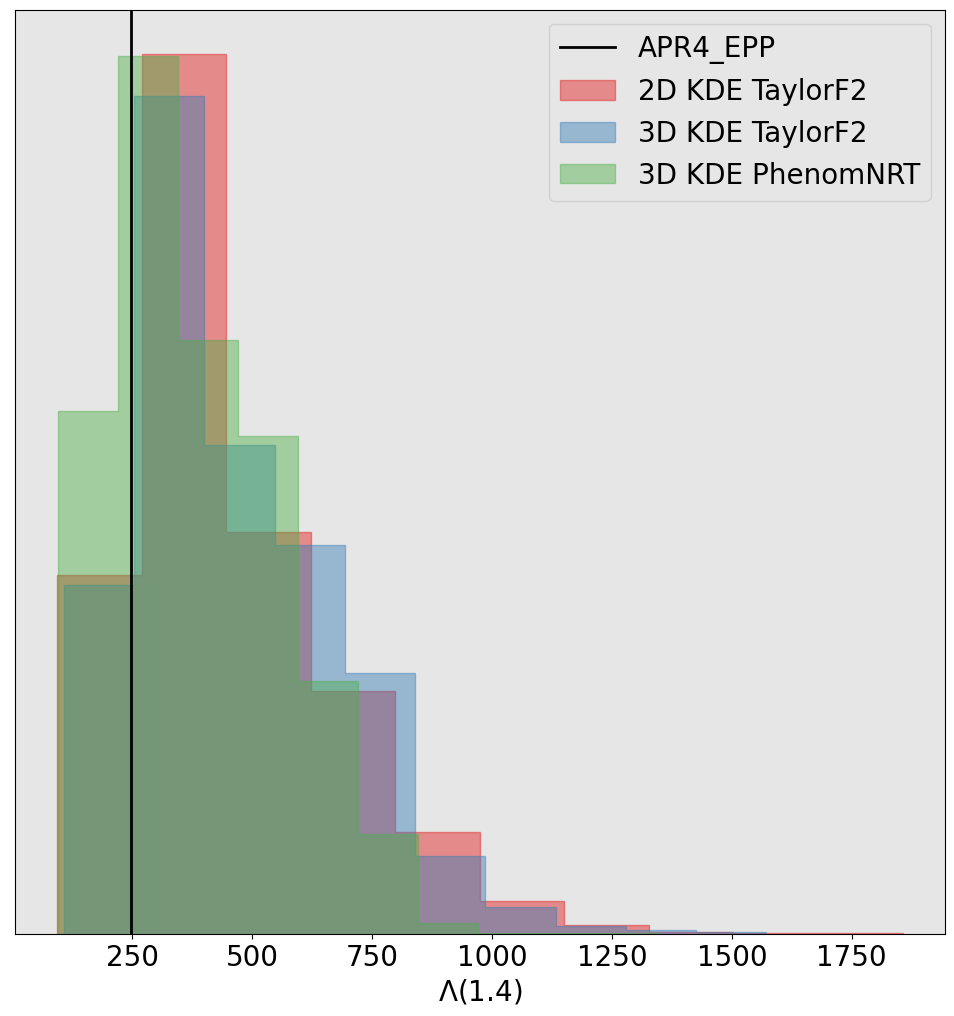 APR4_EPP
2D KDE TaylorF2
3D KDE TaylorF2
3D KDE PhenomNRT
250 500 750 1000 1250 1500 1750
Λ(1.4)